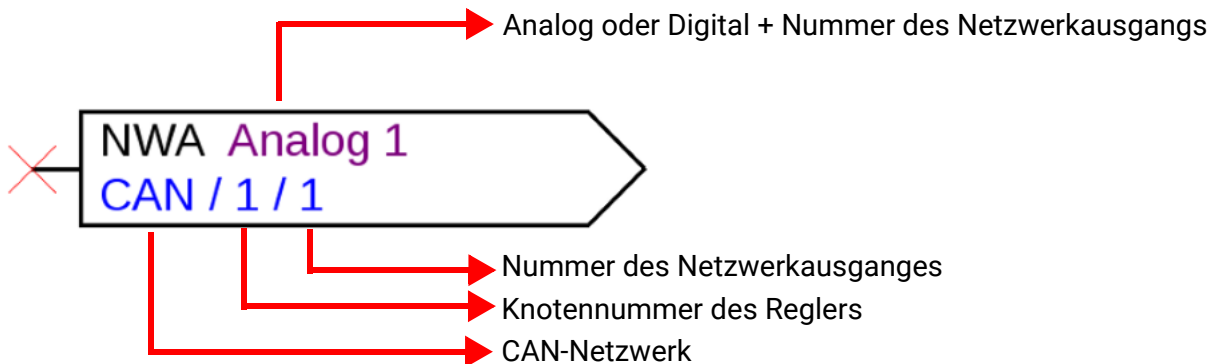 Analog oder Digital + Nummer des Netzwerkausgangs
NWA Analog 1
CAN / 1 / 1
Nummer des Netzwerkausganges
Knotennummer des Reglers
CAN-Netzwerk